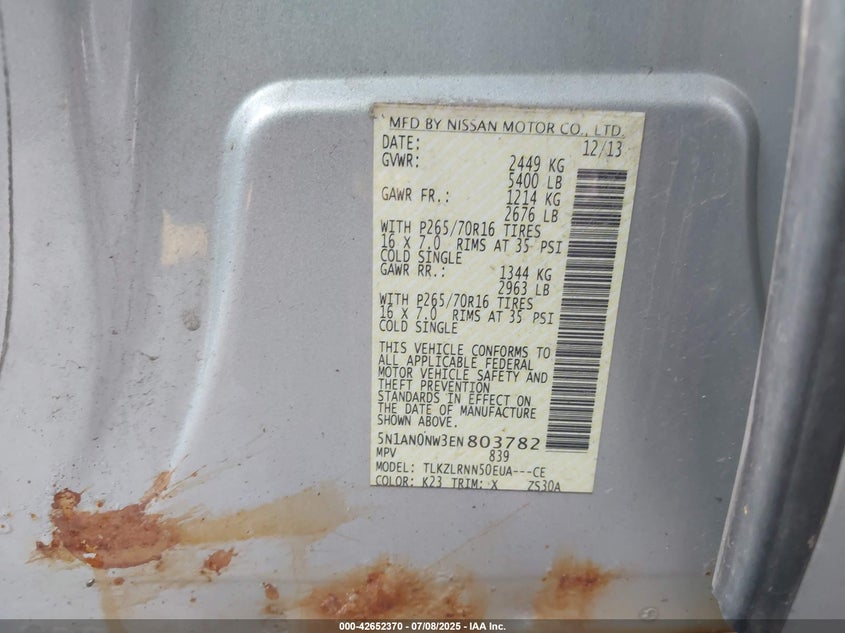 MFD BY NISSAN MOTOR CO., LTD.
DATE: 12/13
GVWR: 2449 KG
5400 LB
GAWR FR.: 1214 KG
2676 LB
WITH P265/70R16 TIRES
16 X 7.0 RIMS AT 35 PSI
COLD SINGLE
GAWR RR.: 1344 KG
2963 LB
WITH P265/70R16 TIRES
16 X 7.0 RIMS AT 35 PSI
COLD SINGLE
THIS VEHICLE CONFORMS TO
ALL APPLICABLE FEDERAL
MOTOR VEHICLE SAFETY AND
THEFT PREVENTION
STANDARDS IN EFFECT ON
THE DATE OF MANUFACTURE
SHOWN ABOVE.
5N1AN0NW3EN803782
MPV 839
MODEL: TLKZLRNN50EUA---CE
COLOR: K23 TRIM: X ZS30A
000-42652370 - 07/08/2025 - IAA Inc.